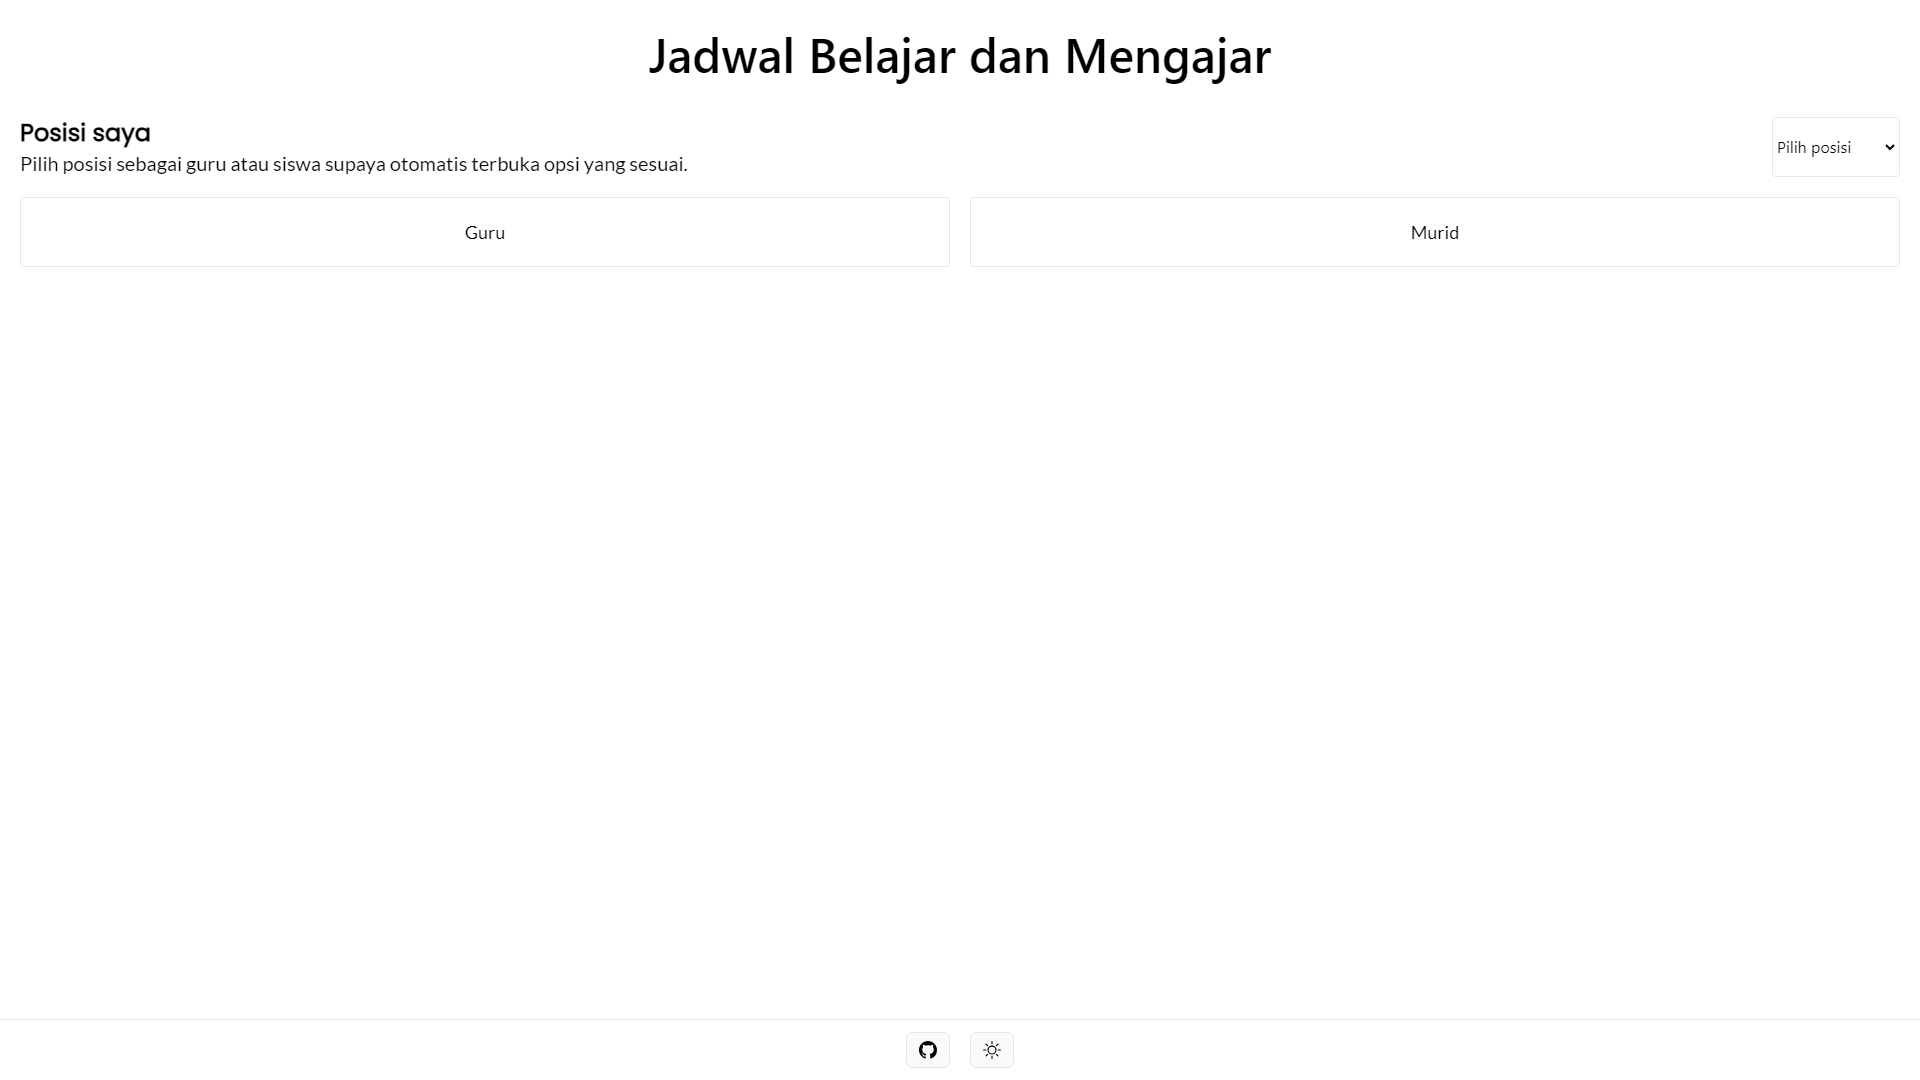 Jadwal Belajar dan Mengajar
Posisi saya
Pilih posisi sebagai guru atau siswa supaya otomatis terbuka opsi yang sesuai.
Pilih posisi
Guru
Murid